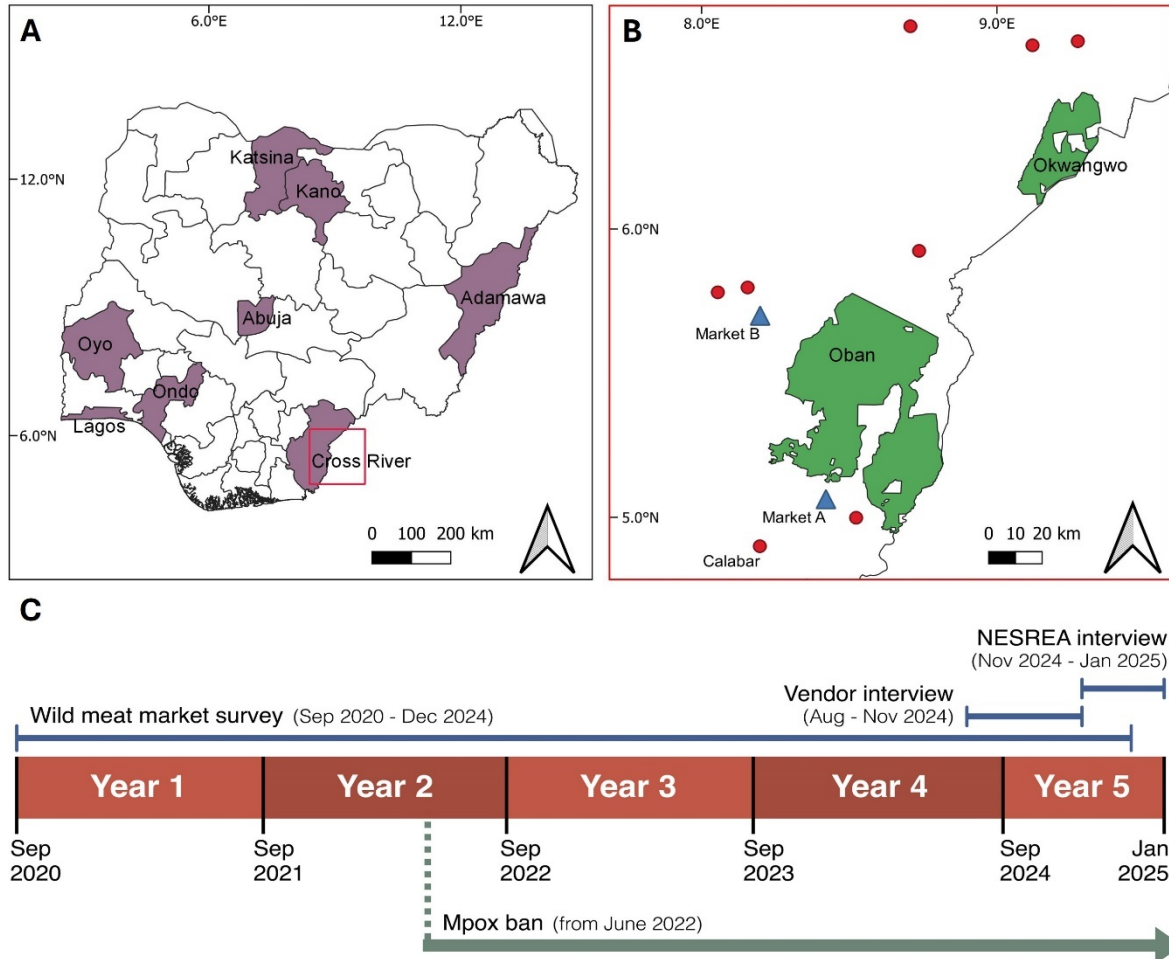 A
6.0°E
12.0°E
12.0°N
6.0°N
Katsina
Kano
Adamawa
Abuja
Oyo
Ondo
Lagos
Cross River
0 100 200 km
B
8.0°E
9.0°E
6.0°N
5.0°N
Okwangwo
Market B
Oban
Market A
Calabar
0 10 20 km
C
NESREA interview
(Nov 2024 - Jan 2025)
Vendor interview
(Aug - Nov 2024)
Wild meat market survey (Sep 2020 - Dec 2024)
Year 1 Year 2 Year 3 Year 4 Year 5
Sep Sep Sep Sep Sep Jan
2020 2021 2022 2023 2024 2025
Mpox ban (from June 2022)